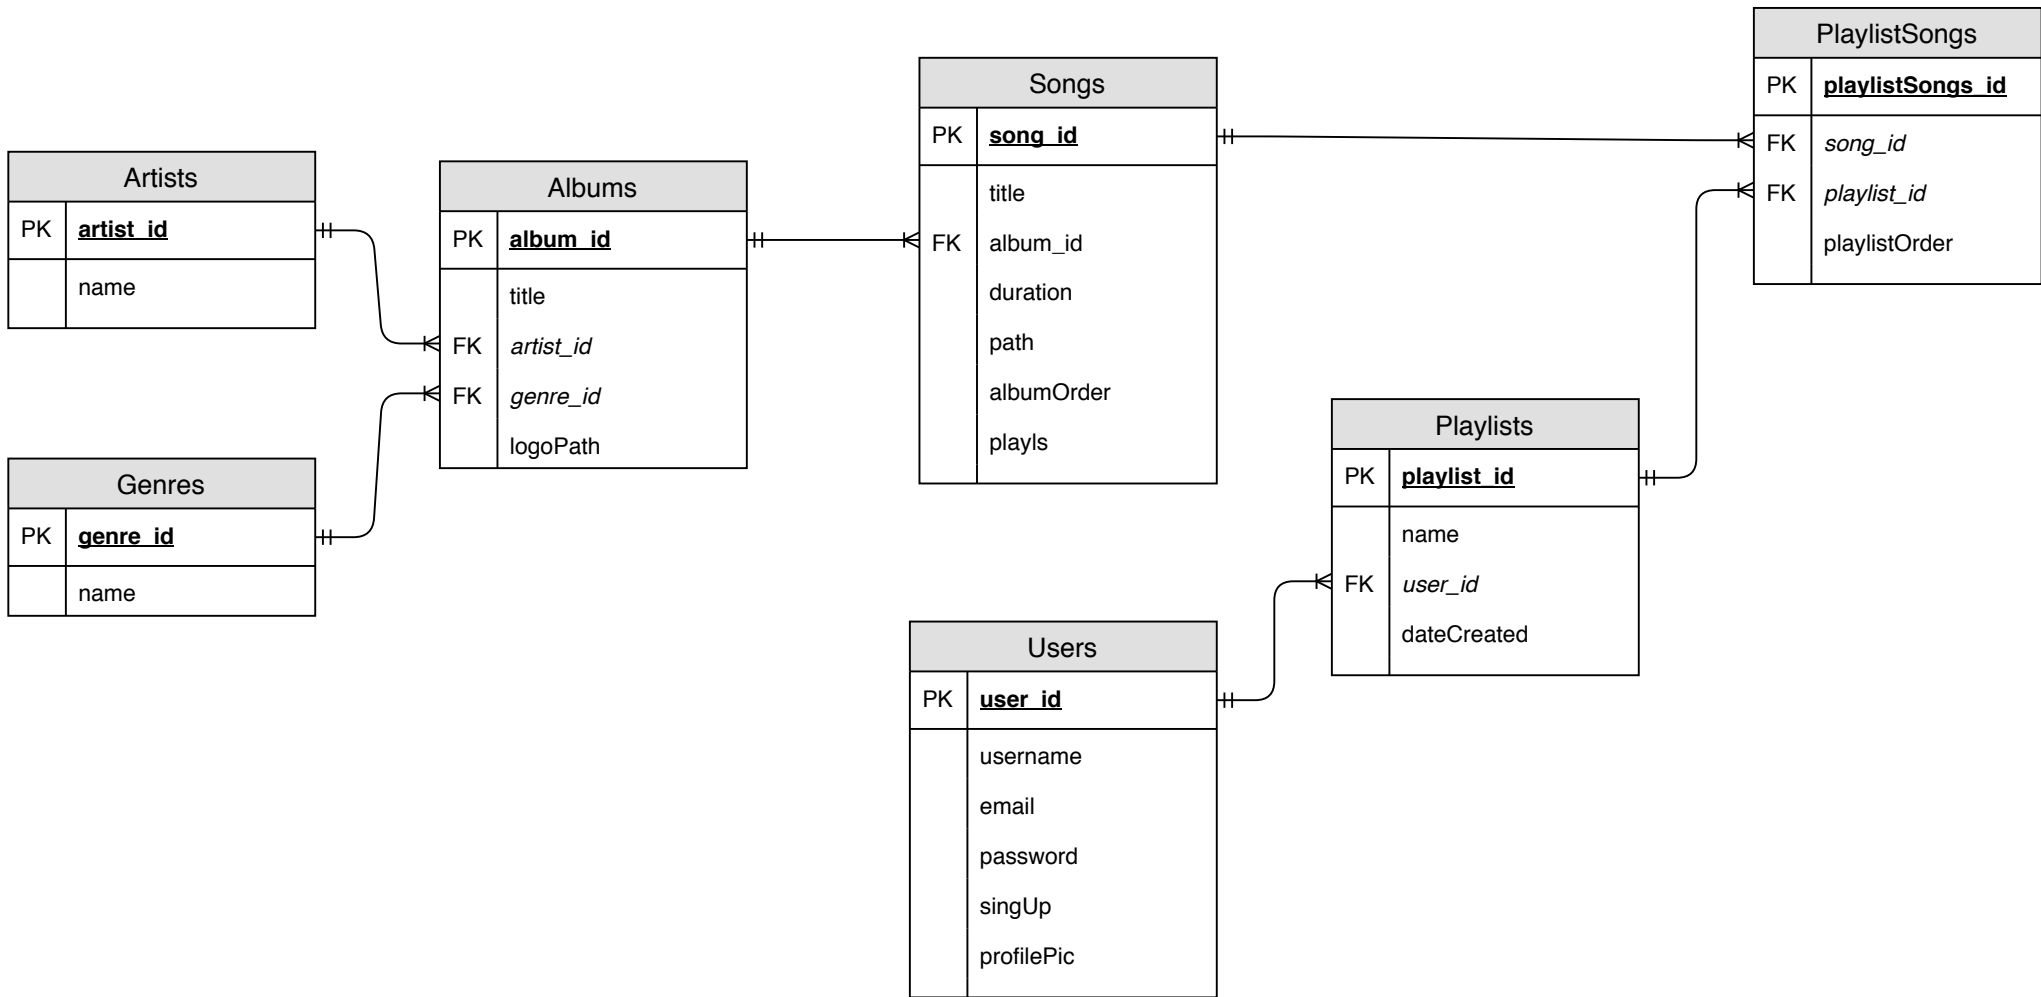 Artists
PK artist_id
name
Genres
PK genre_id
name
Albums
PK album_id
title
FK artist_id
FK genre_id
logoPath
Songs
PK song_id
title
FK album_id
duration
path
albumOrder
playls
Users
PK user_id
username
email
password
singUp
profilePic
Playlists
PK playlist_id
name
FK user_id
dateCreated
PlaylistSongs
PK playlistSongs_id
FK song_id
FK playlist_id
playlistOrder